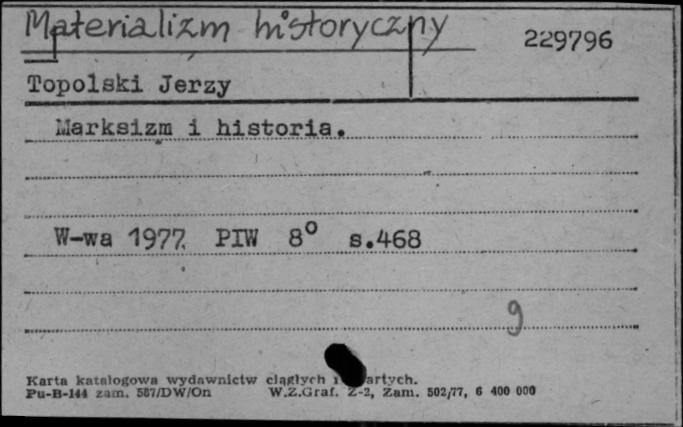 Materializm historyczny
229796
Topolski Jerzy
Marksizm i historia.
W-wa 1977. PIW 8° s.468
9
Karta katalogowa wydawnictw ciągłych i
Pu-B-144 zam. 587/DW/On W.Z.Graf. Z-2, Zam. 502/77, 6 400 000